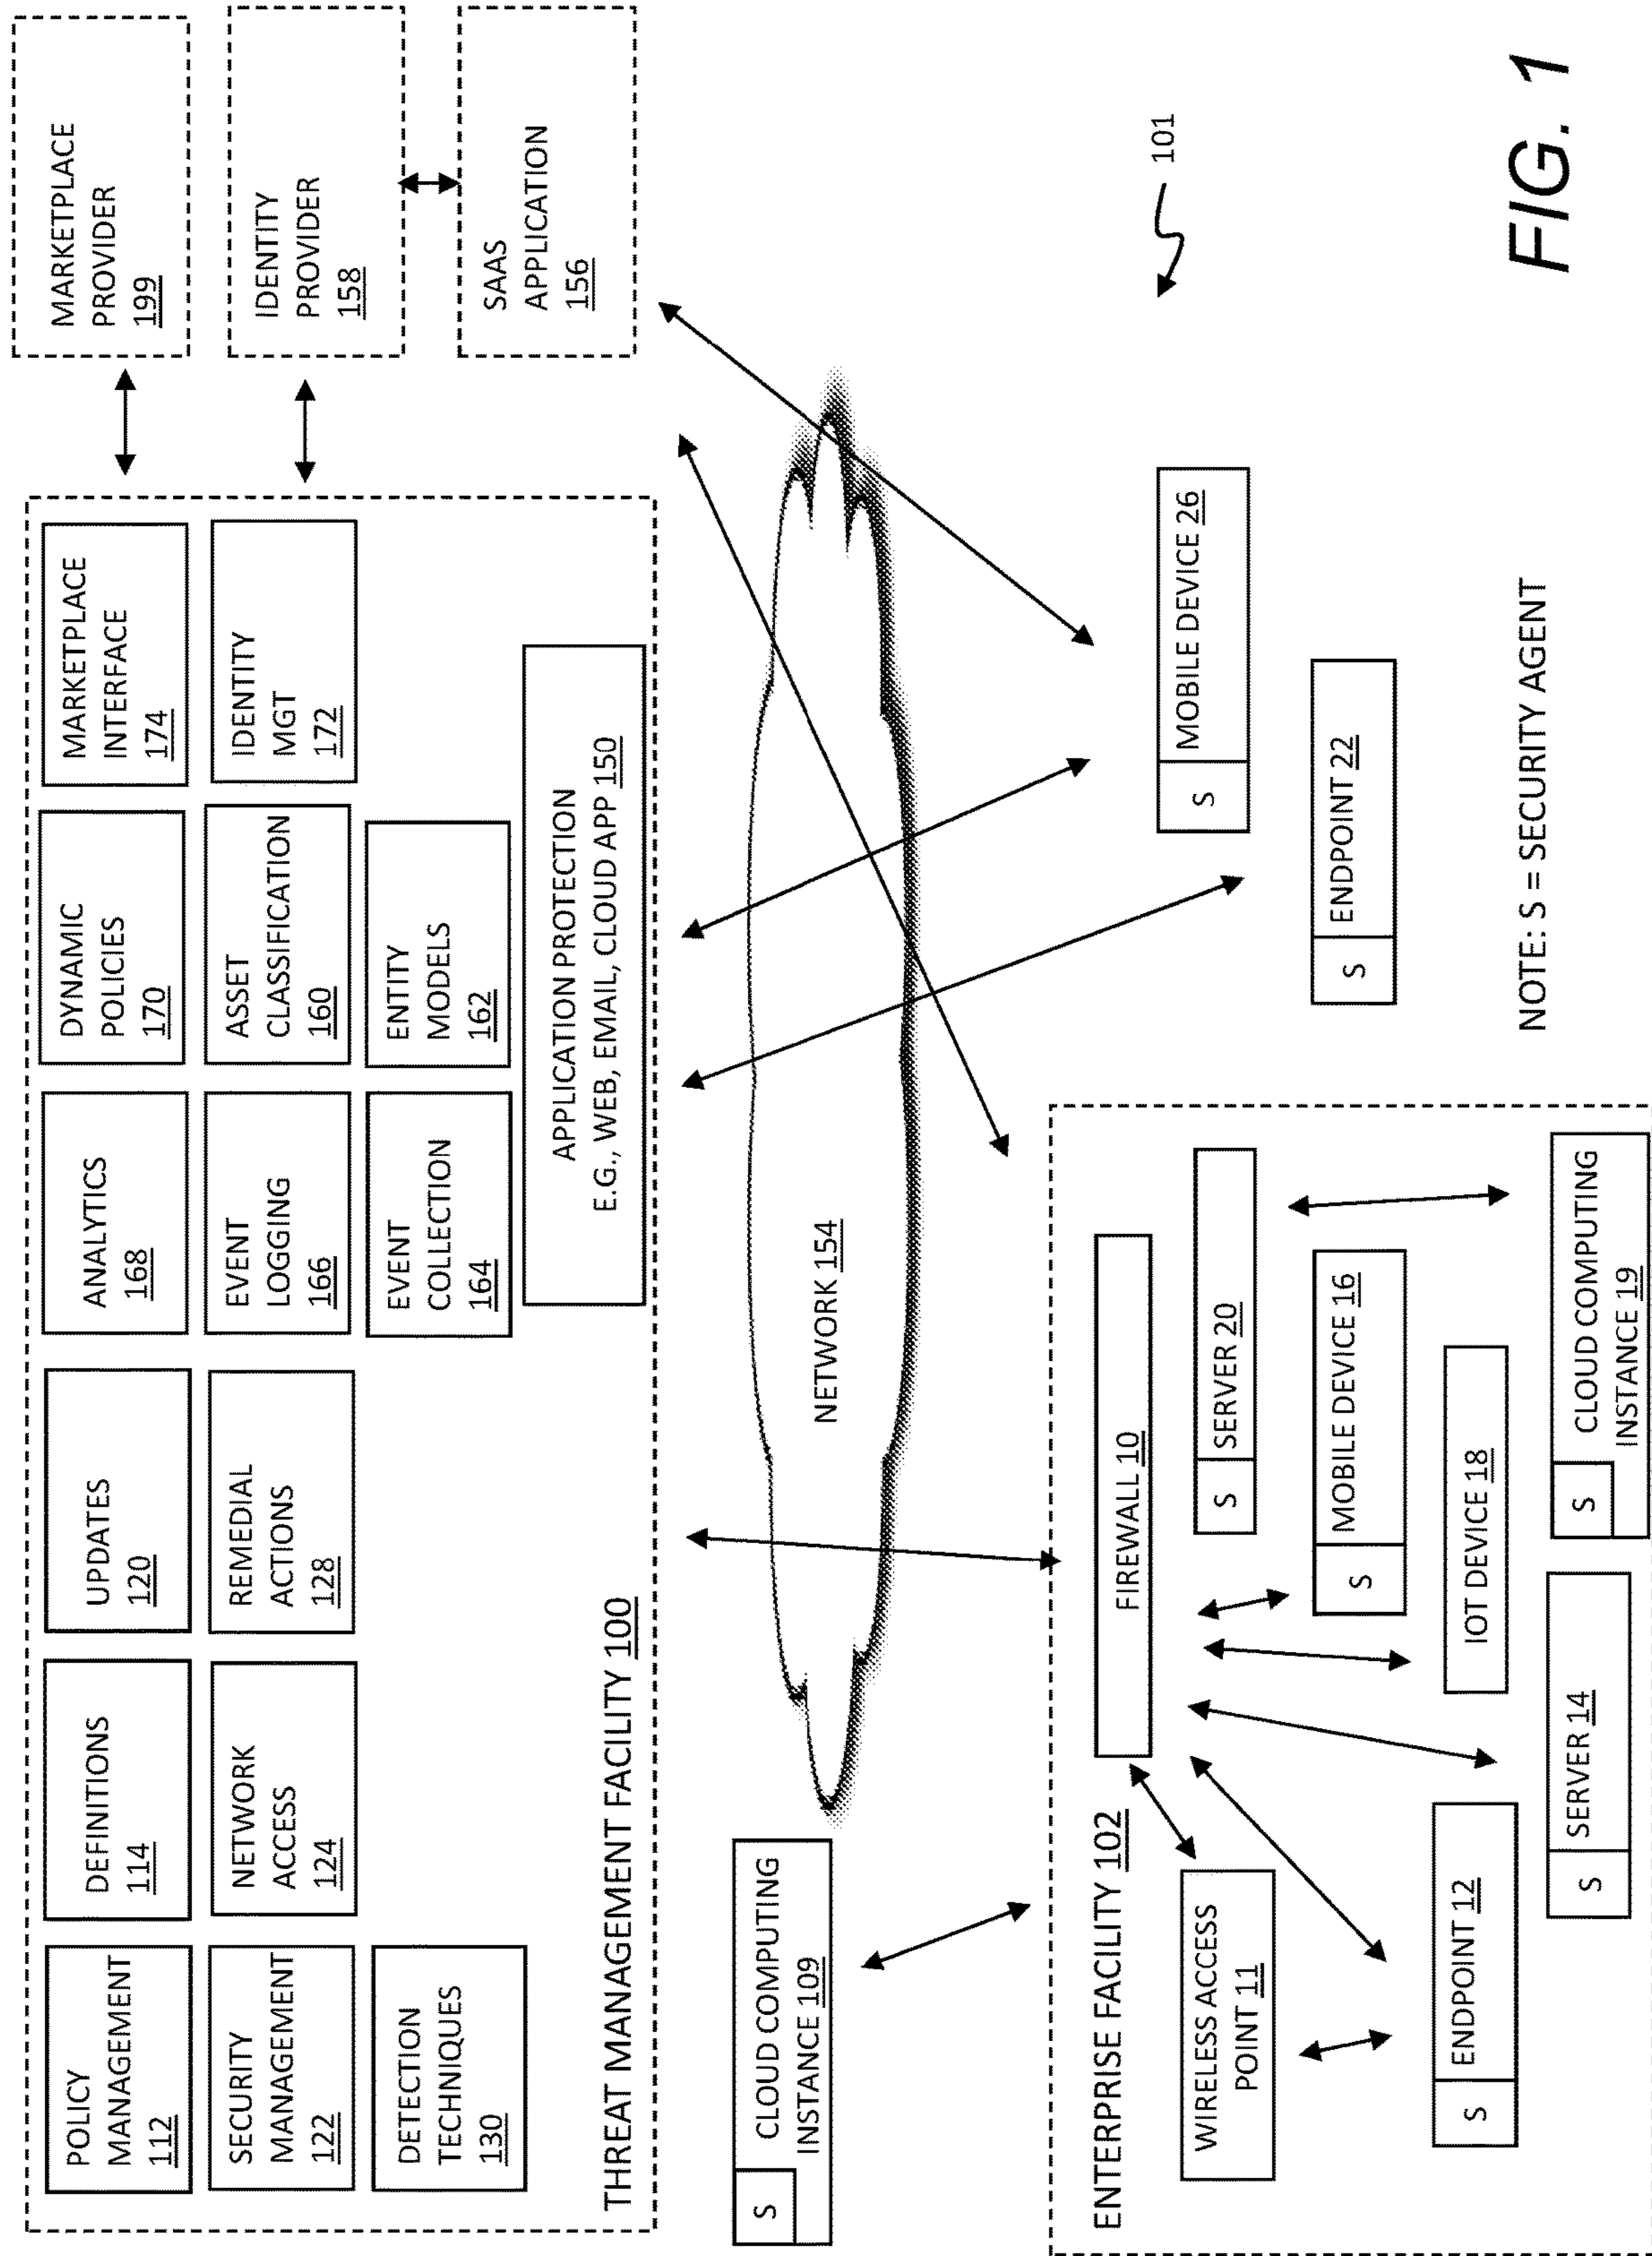 POLICY
MANAGEMENT
112
DEFINITIONS
114
UPDATES
120
ANALYTICS
168
DYNAMIC
POLICIES
170
MARKETPLACE
INTERFACE
174
MARKETPLACE
PROVIDER
199
SECURITY
MANAGEMENT
122
NETWORK
ACCESS
124
REMEDIAL
ACTIONS
128
EVENT
LOGGING
166
ASSET
CLASSIFICATION
160
IDENTITY
MGT
172
IDENTITY
PROVIDER
158
DETECTION
TECHNIQUES
130
EVENT
COLLECTION
164
ENTITY
MODELS
162
SAAS
APPLICATION
156
APPLICATION PROTECTION
E.G., WEB, EMAIL, CLOUD APP 150
THREAT MANAGEMENT FACILITY 100
S
CLOUD COMPUTING
INSTANCE 109
NETWORK 154
101
ENTERPRISE FACILITY 102
FIREWALL 10
WIRELESS ACCESS
POINT 11
S
SERVER 20
S
MOBILE DEVICE 16
S
ENDPOINT 12
IOT DEVICE 18
S
SERVER 14
S
CLOUD COMPUTING
INSTANCE 19
S
MOBILE DEVICE 26
S
ENDPOINT 22
NOTE: S = SECURITY AGENT
FIG. 1